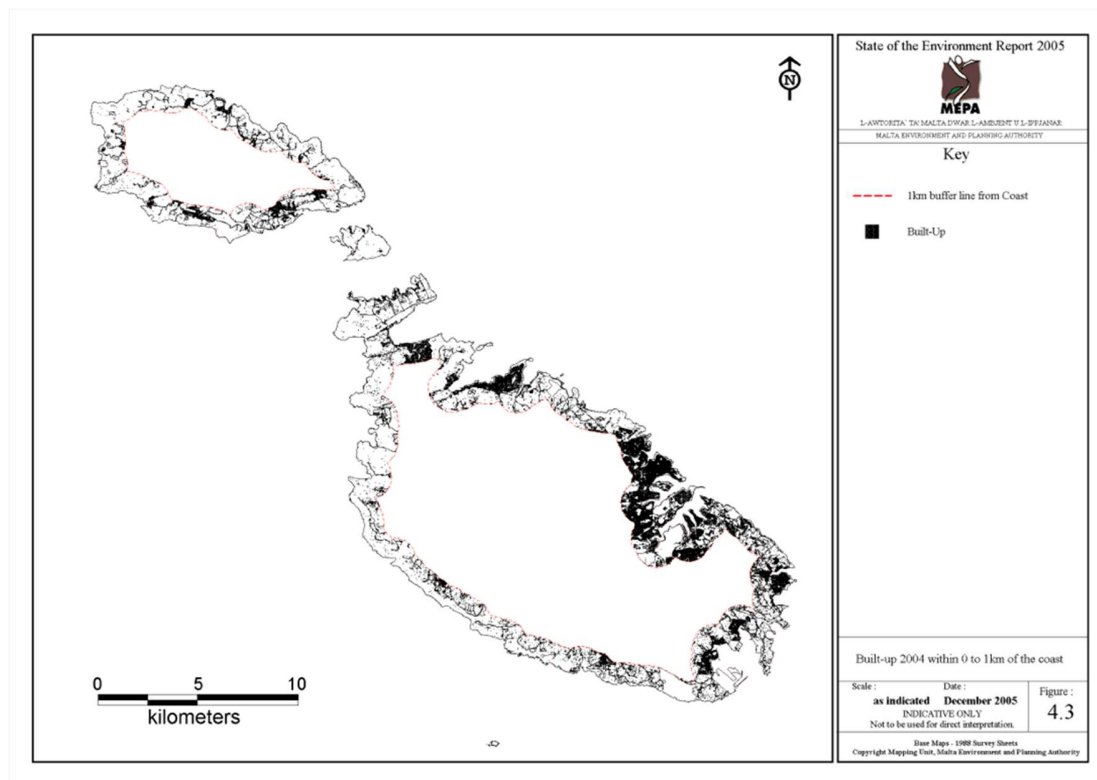 N
0 5 10
kilometers
State of the Environment Report 2005
MEPA
L-AWTORITA` TA` MALTA DWAR L-AMBJENT U L-IPPJANAR
MALTA ENVIRONMENT AND PLANNING AUTHORITY
Key
1km buffer line from Coast
Built-Up
Built-up 2004 within 0 to 1km of the coast
Scale :
as indicated
Date :
December 2005
INDICATIVE ONLY
Not to be used for direct interpretation.
Figure :
4.3
Base Maps - 1988 Survey Sheets
Copyright Mapping Unit, Malta Environment and Planning Authority